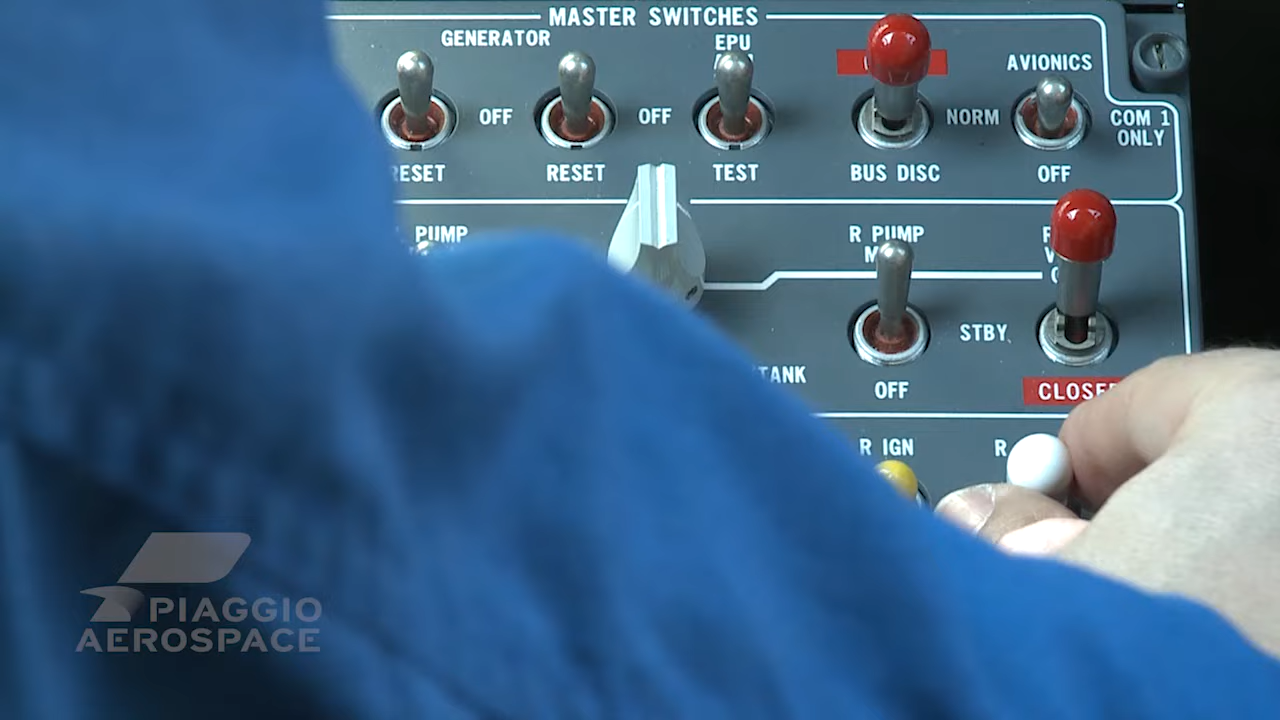 MASTER SWITCHES
GENERATOR
EPU
AVIONICS
OFF
OFF
NORM
COM 1
ONLY
RESET
RESET
TEST
BUS DISC
OFF
PUMP
R PUMP
STBY
TANK
OFF
CLOSED
R IGN
R
PIAGGIO
AEROSPACE